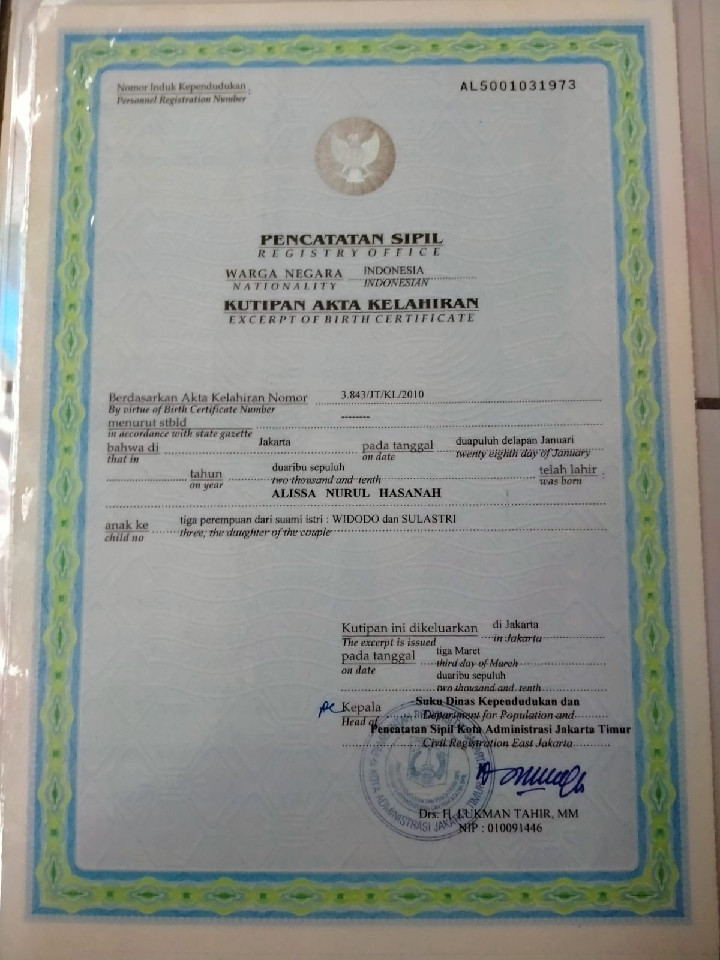 Nomor Induk Kependudukan :
Personnel Registration Number
AL5001031973
PENCATATAN SIPIL
REGISTRY OFFICE
WARGA NEGARA INDONESIA
NATIONALITY INDONESIAN
KUTIPAN AKTA KELAHIRAN
EXCERPT OF BIRTH CERTIFICATE
Berdasarkan Akta Kelahiran Nomor 3.843/JT/KL/2010
By virtue of Birth Certificate Number
menurut stbld --------
in accordance with state gazette
bahwa di Jakarta pada tanggal duapuluh delapan Januari
that in on date twenty eighth day of January
tahun duaribu sepuluh telah lahir :
on year two thousand and tenth was born
ALISSA NURUL HASANAH
anak ke tiga perempuan dari suami istri : WIDODO dan SULASTRI
child no three, the daughter of the couple
Kutipan ini dikeluarkan di Jakarta
The excerpt is issued in Jakarta
pada tanggal tiga Maret
on date third day of March
duaribu sepuluh
two thousand and tenth
Kepala Suku Dinas Kependudukan dan
Head of Department for Population and
Pencatatan Sipil Kota Administrasi Jakarta Timur
Civil Registration East Jakarta
ADMINISTRASI JAKARTA TIMUR
Drs. H. LUKMAN TAHIR, MM
NIP : 010091446